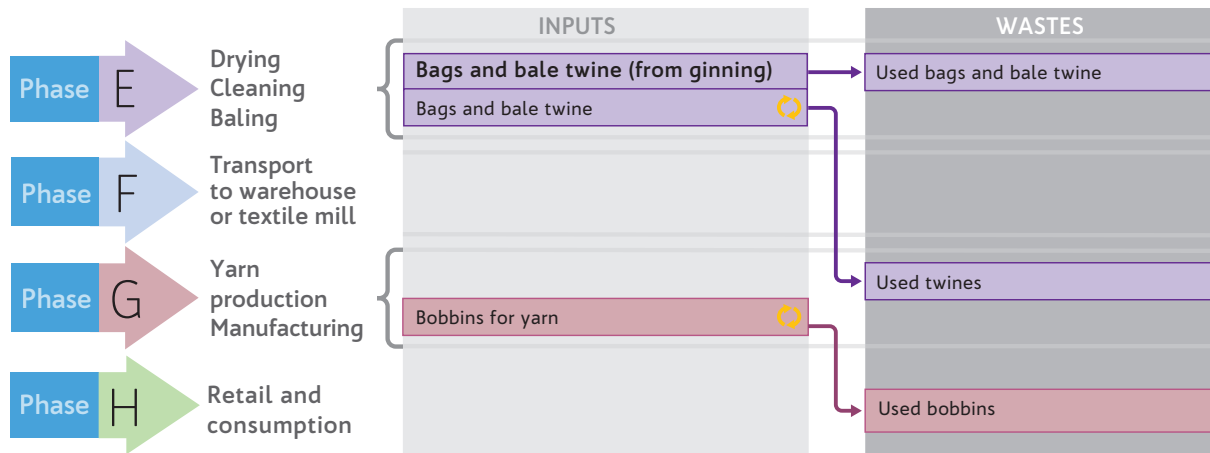 INPUTS
WASTES
Phase E
Drying
Cleaning
Baling
Bags and bale twine (from ginning)
Used bags and bale twine
Bags and bale twine
Phase F
Transport
to warehouse
or textile mill
Phase G
Yarn
production
Manufacturing
Used twines
Bobbins for yarn
Phase H
Retail and
consumption
Used bobbins